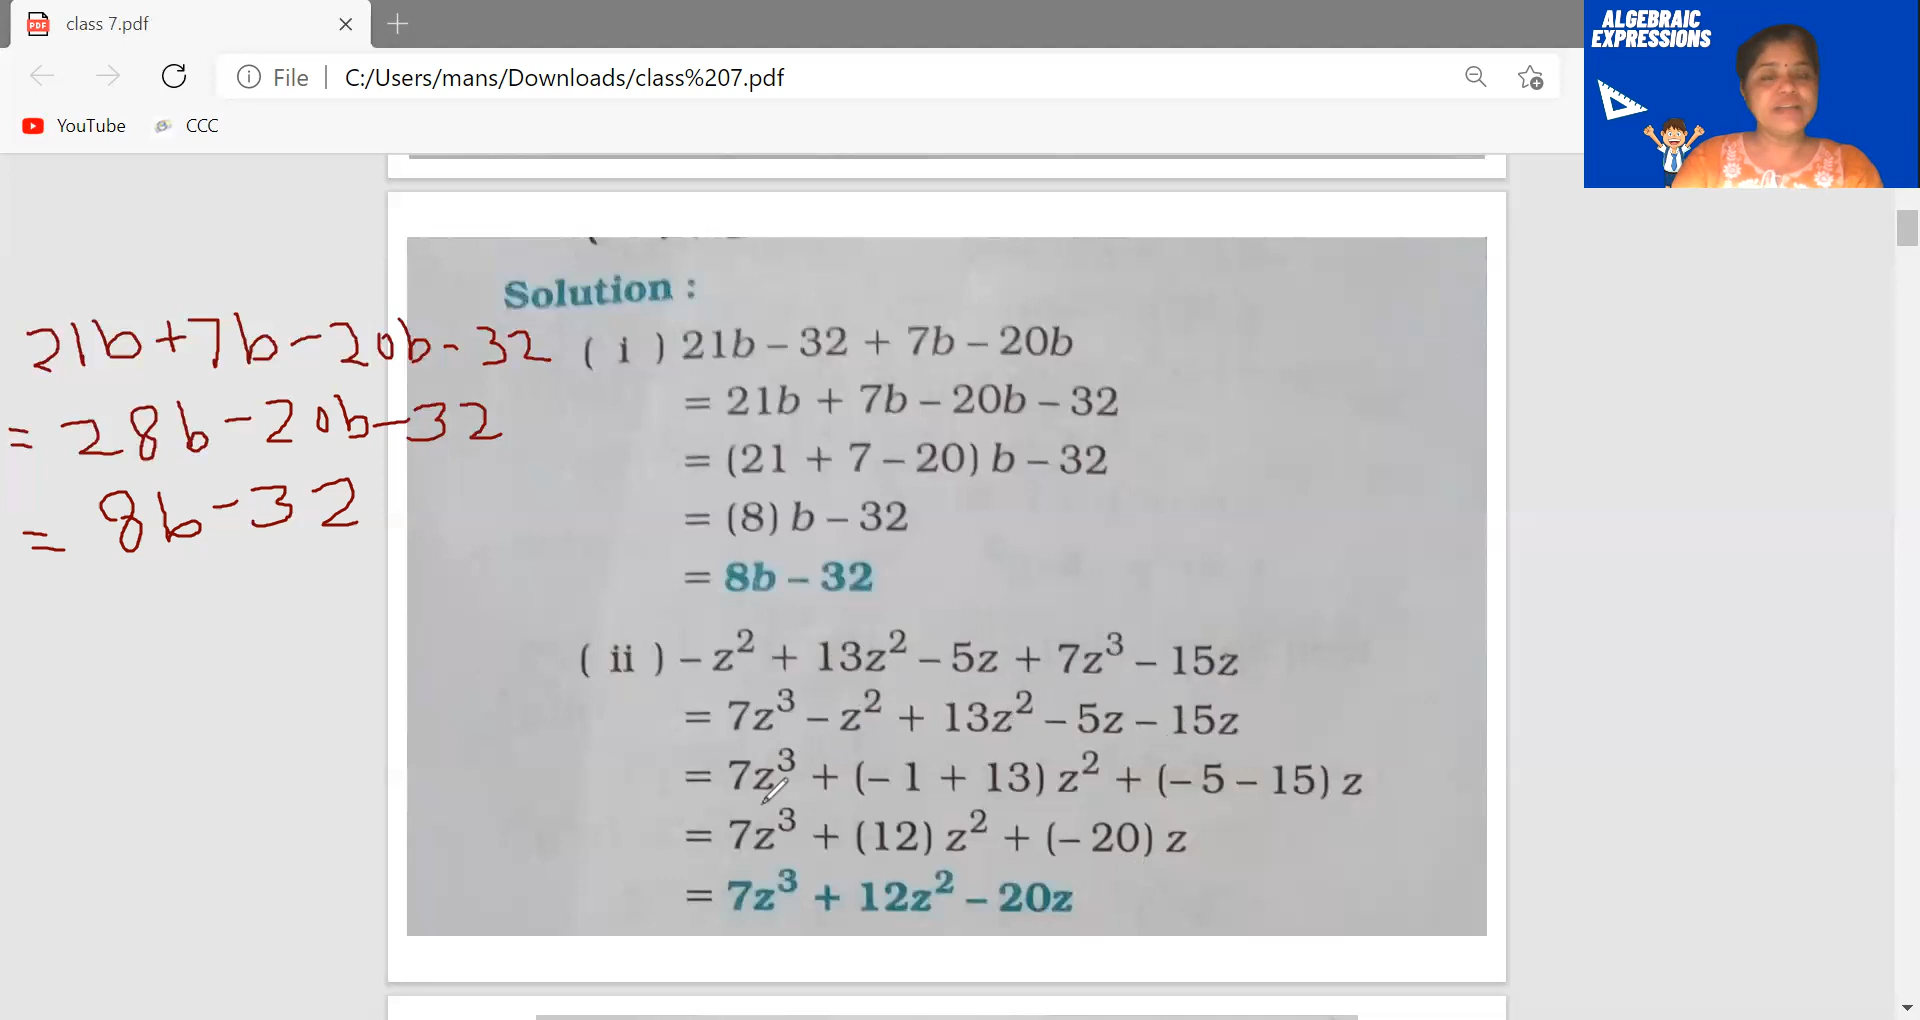 class 7.pdf
File | C:/Users/mans/Downloads/class%207.pdf
YouTube CCC
ALGEBRAIC
EXPRESSIONS
Solution :
( i ) 21b – 32 + 7b – 20b
= 21b + 7b – 20b – 32
= (21 + 7 – 20) b – 32
= (8) b – 32
= 8b – 32
( ii ) – z² + 13z² – 5z + 7z³ – 15z
= 7z³ – z² + 13z² – 5z – 15z
= 7z³ + (– 1 + 13) z² + (– 5 – 15) z
= 7z³ + (12) z² + (– 20) z
= 7z³ + 12z² – 20z
21b+7b-20b-32
= 28b-20b-32
= 8b-32